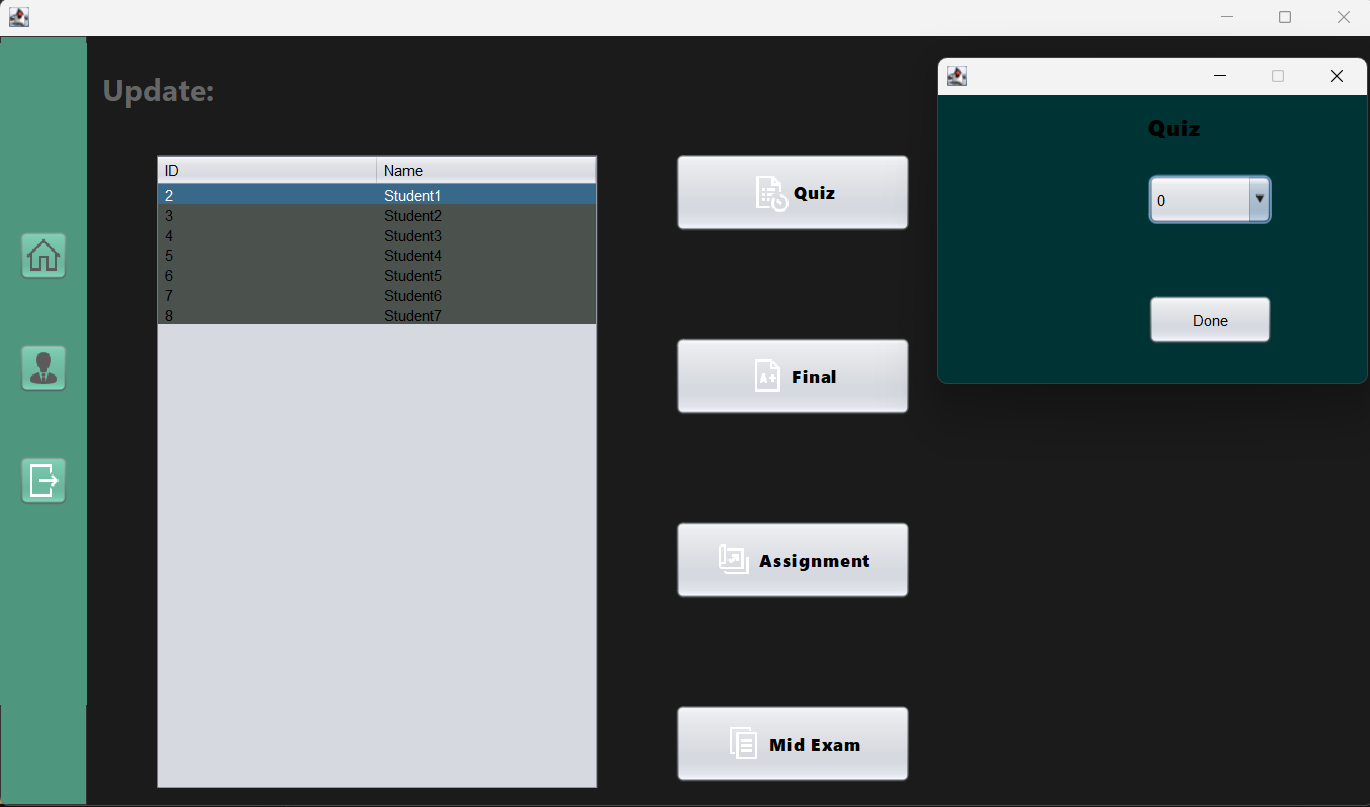 Update:
ID Name
2 Student1
3 Student2
4 Student3
5 Student4
6 Student5
7 Student6
8 Student7
Quiz
A+ Final
Assignment
Mid Exam
Quiz
0
Done